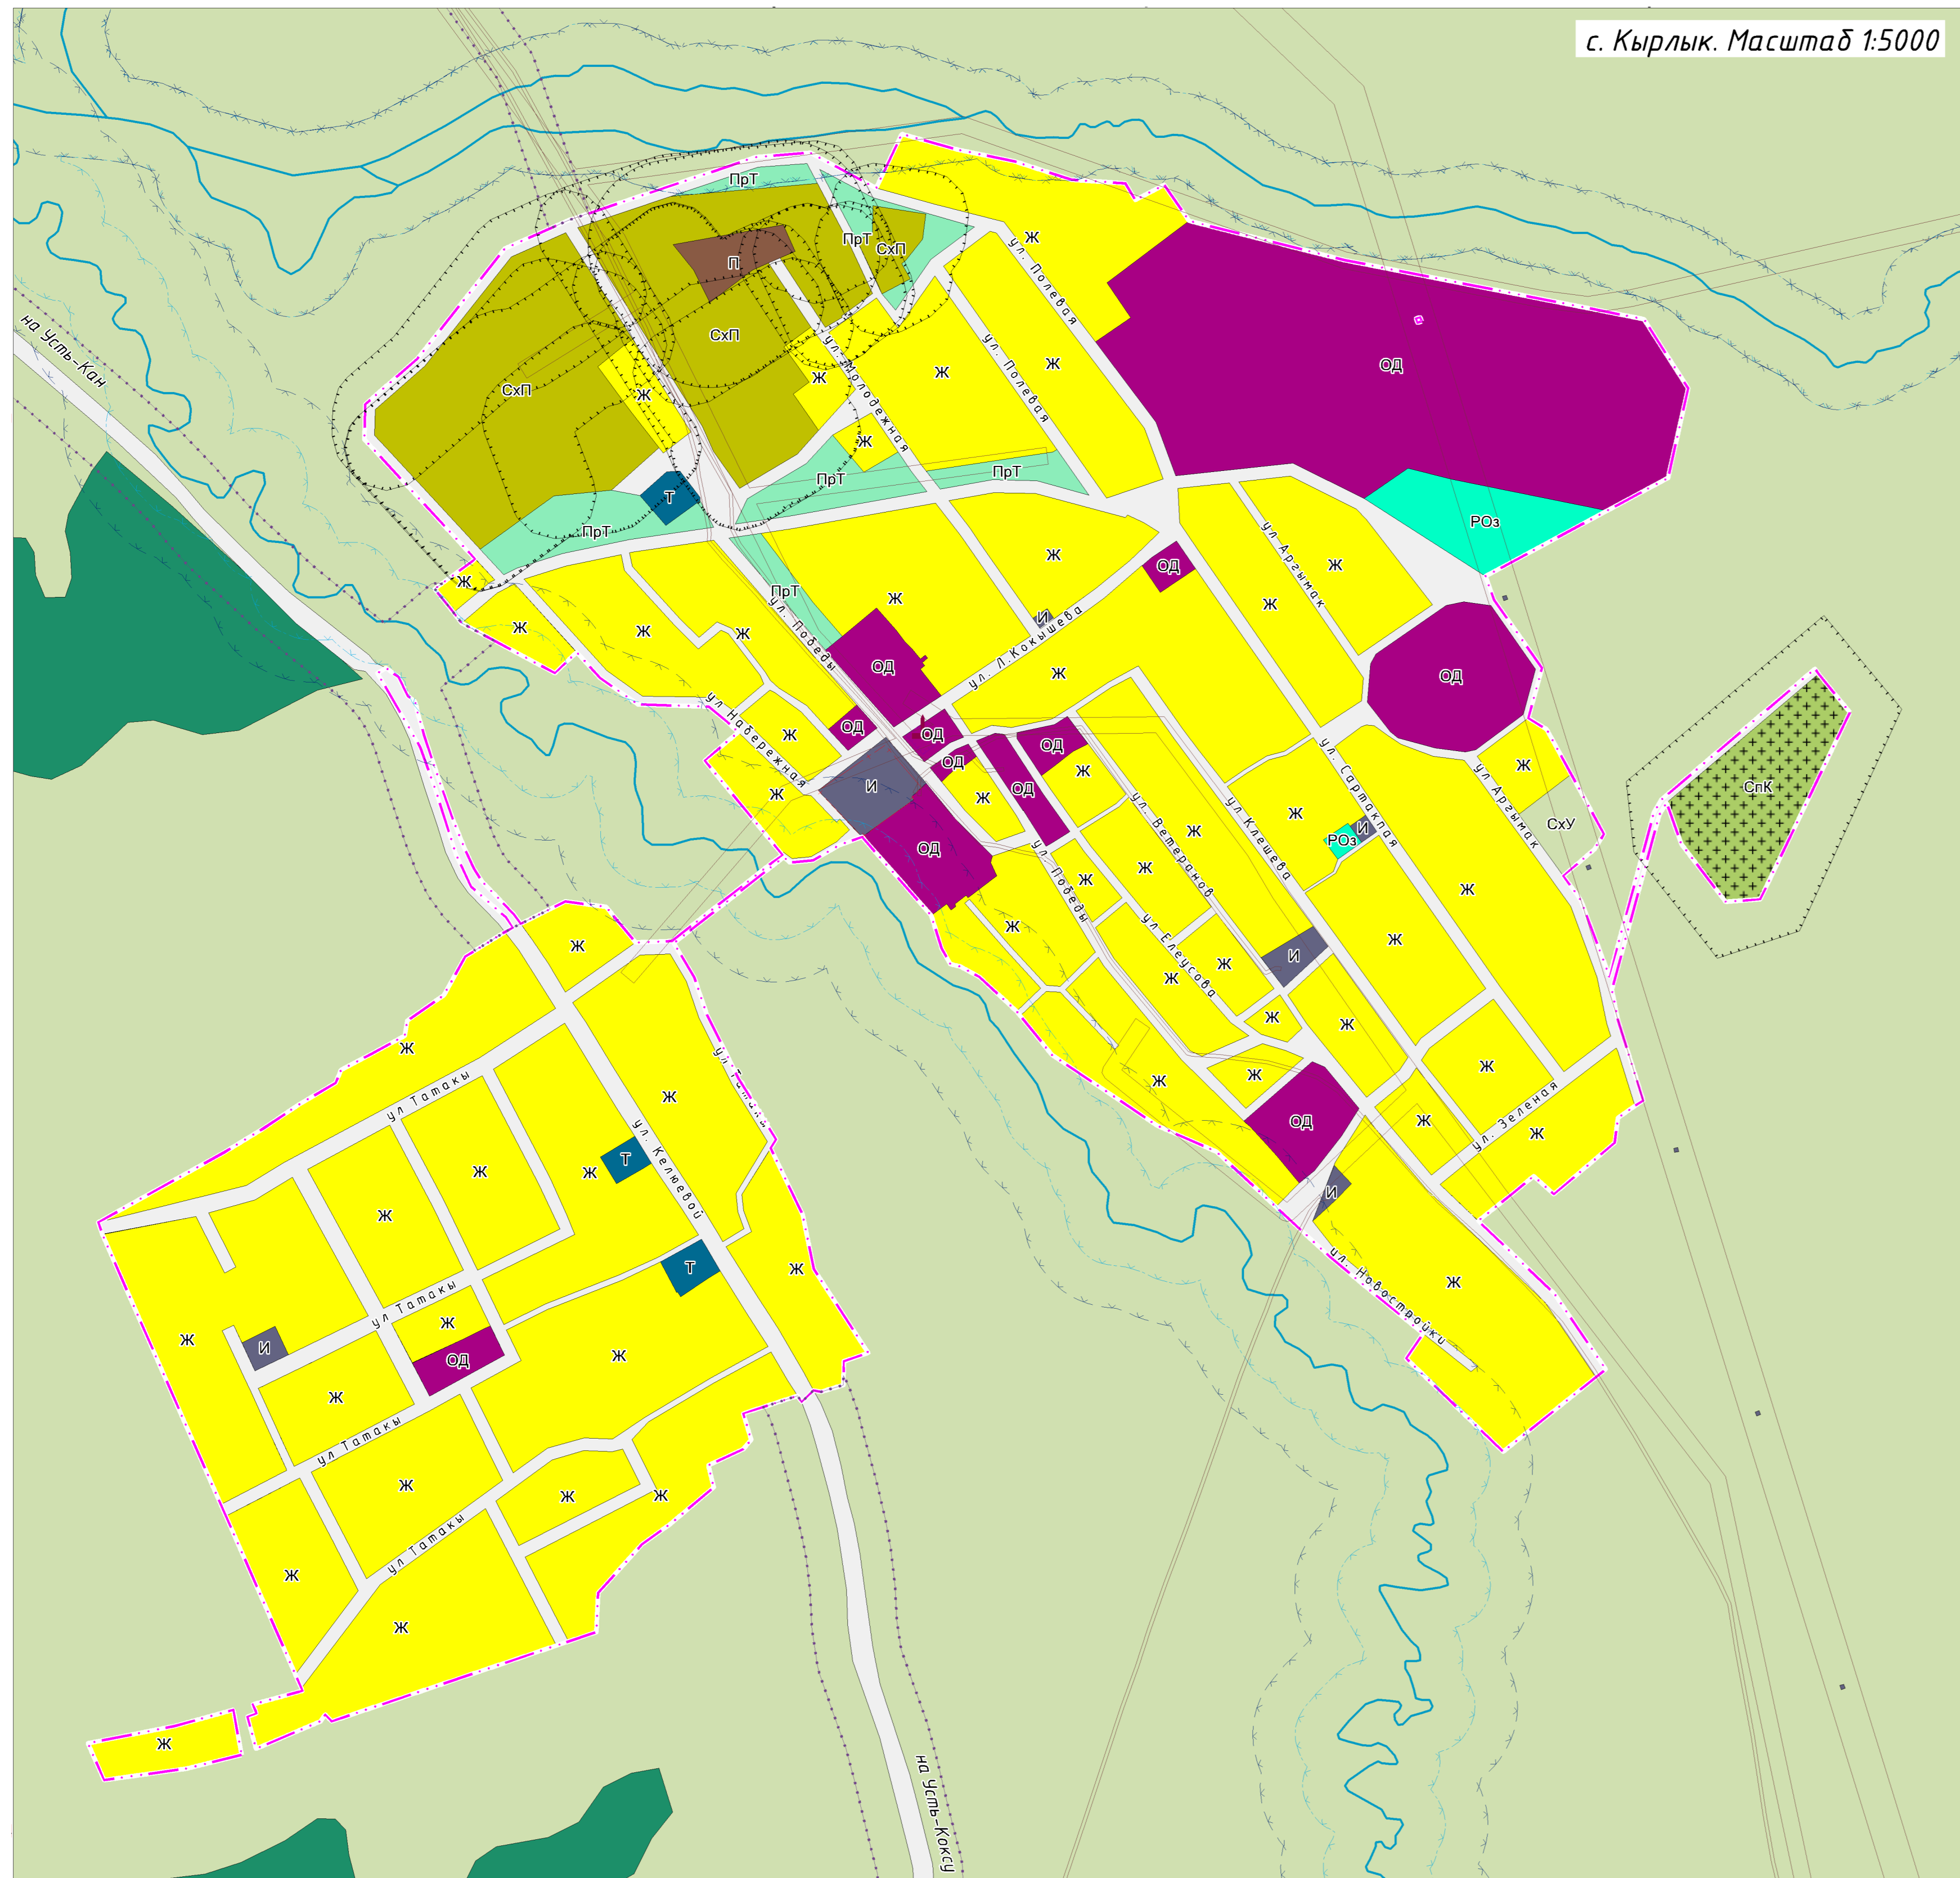 с. Кырлык. Масштаб 1:5000
ПрТ
Ж
ПрТ
СхП
ул. Полевая
П
на Усть-Кан
СхП
ул. Полевая
ул. Молодежная
Ж
Ж
ОД
Ж
СхП
Ж
Ж
ПрТ
ПрТ
Т
РОз
ПрТ
ул. Аргымак
Ж
Ж
ОД
Ж
ПрТ
Ж
Ж
И
Ж
Ж
Ж
ул. Победы
ул. Л.Кокышева
ОД
Ж
ОД
ул Набережная
ОД
Ж
ОД
ОД
ул. Сартакпая
ОД
Ж
Ж
ул Аргымак
И
ОД
СпК
Ж
Ж
ул. Ветеранов
ул. Клешева
Ж
И
СхУ
Ж
РОз
ОД
ул. Победы
Ж
Ж
Ж
Ж
ул Елеусова
Ж
Ж
И
Ж
Ж
Ж
Ж
Ж
Ж
Ж
Ж
Ж
Ж
ул Татакы
ул. Зеленая
Ж
ОД
Ж
ул. Келюевой
Т
Ж
Ж
И
Ж
Т
Ж
Ж
ул. Новостройки
ул Татакы
Ж
Ж
И
ОД
Ж
Ж
ул Татакы
Ж
Ж
Ж
ул Татакы
Ж
Ж
Ж
на Усть-Коксу